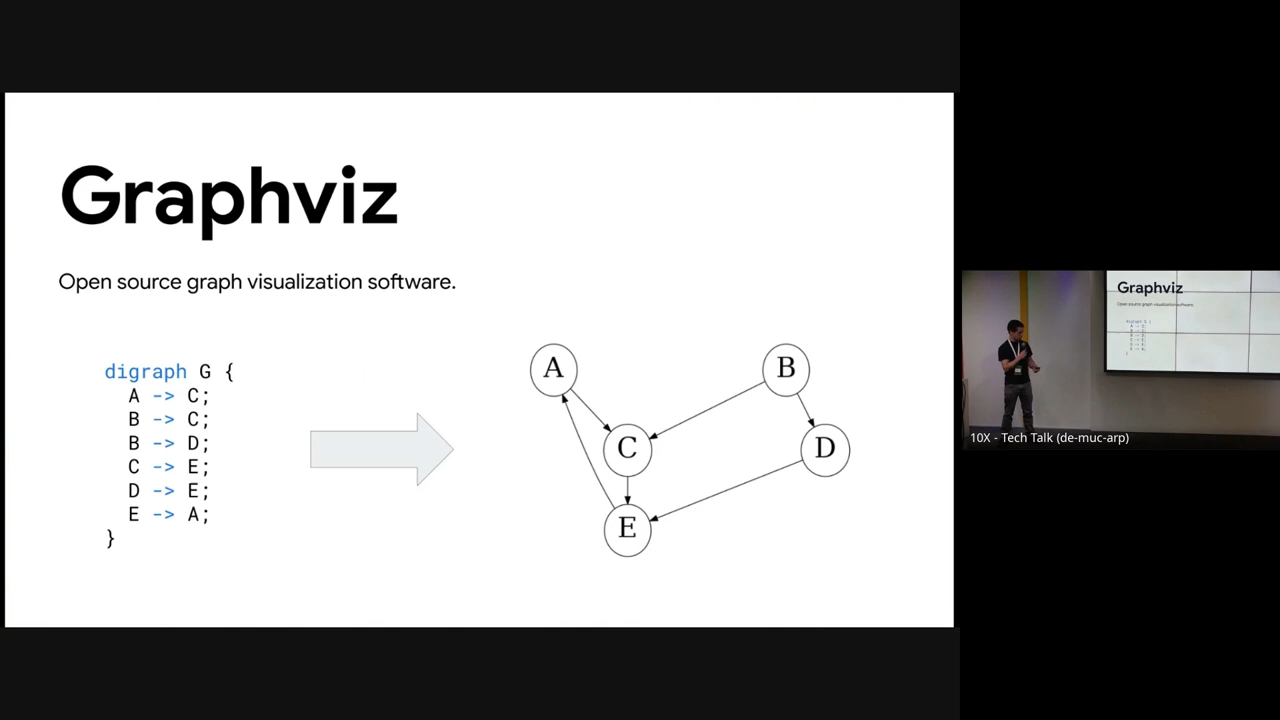 Graphviz
Open source graph visualization software.
digraph G {
A -> C;
B -> C;
B -> D;
C -> E;
D -> E;
E -> A;
}
A
B
C
D
E
Graphviz
Open source graph visualization software.
10X - Tech Talk (de-muc-arp)